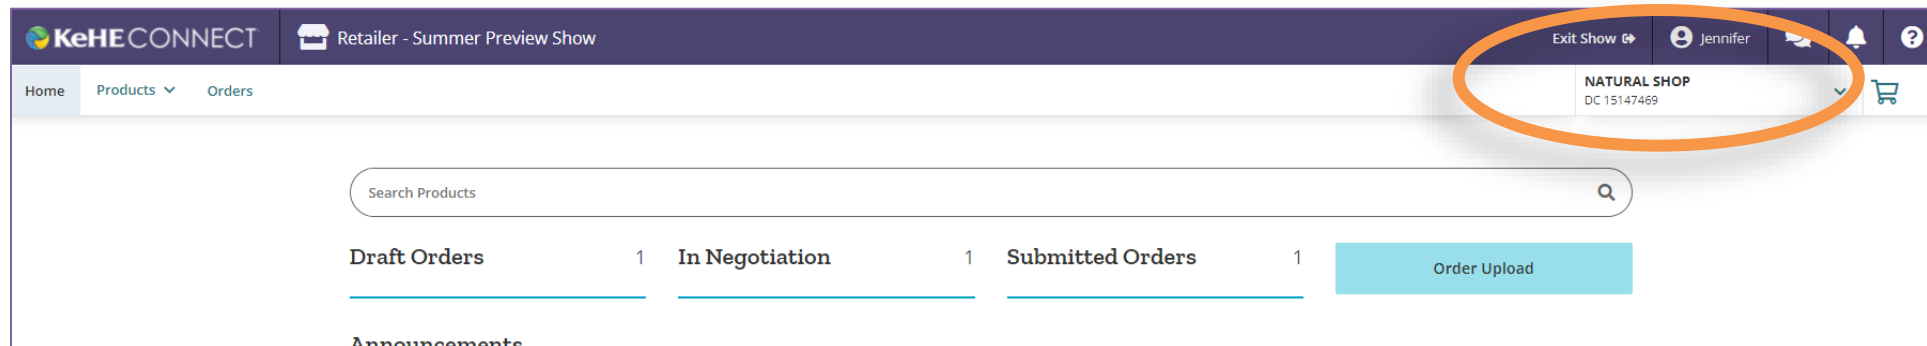 KeHE CONNECT
Retailer - Summer Preview Show
Exit Show
Jennifer
Home
Products
Orders
NATURAL SHOP
DC 15147469
Search Products
Draft Orders 1
In Negotiation 1
Submitted Orders 1
Order Upload
Announcements